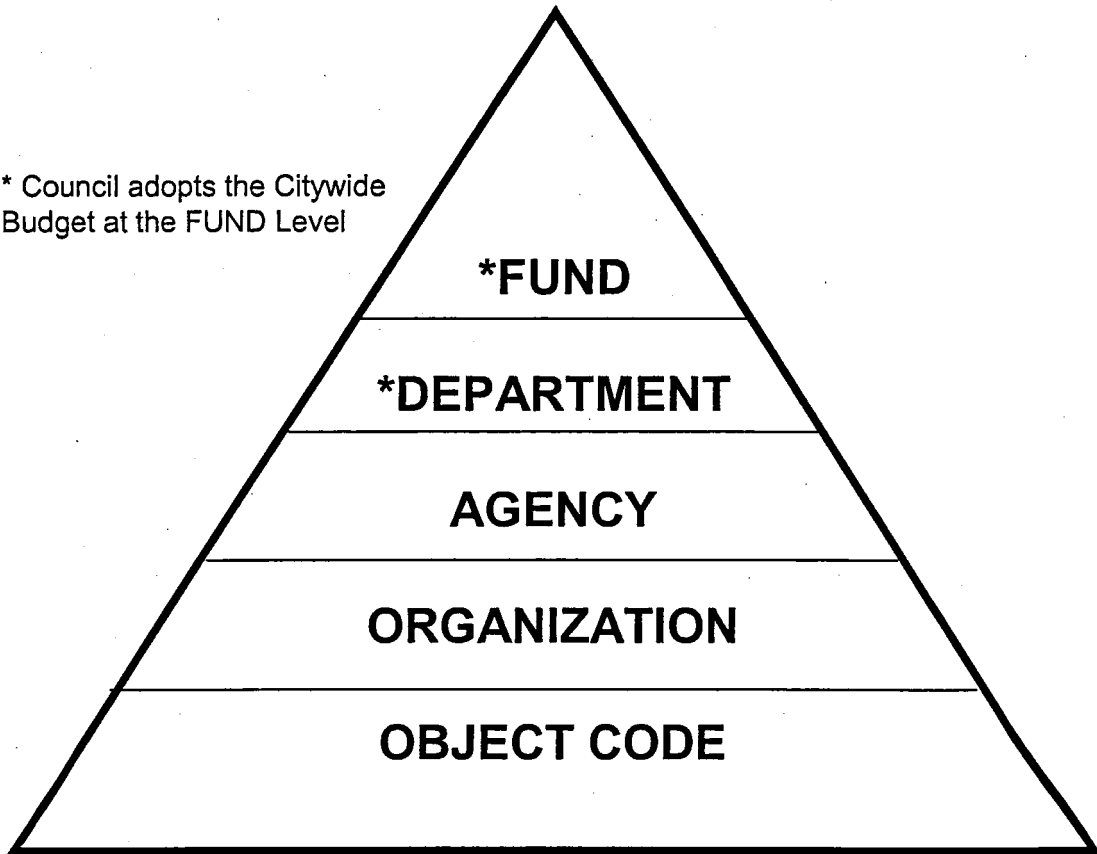 * Council adopts the Citywide
Budget at the FUND Level
*FUND
*DEPARTMENT
AGENCY
ORGANIZATION
OBJECT CODE